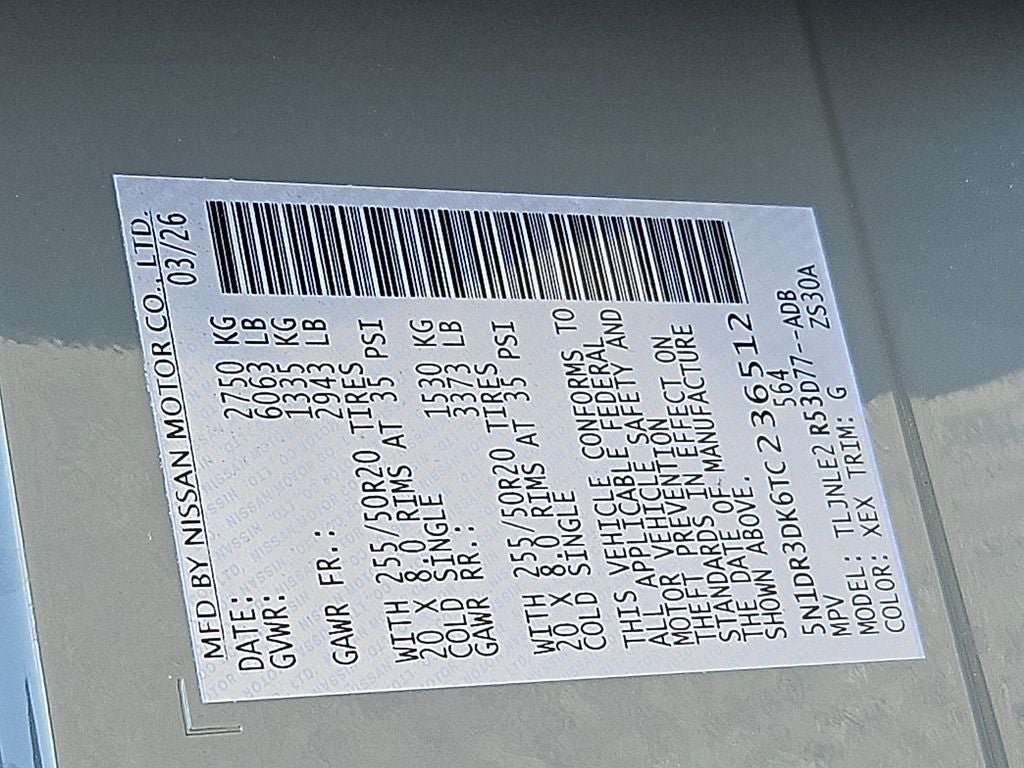 MFD BY NISSAN MOTOR CO., LTD.
DATE: 03/26
GVWR: 2750 KG
6063 LB
GAWR FR.: 1335 KG
2943 LB
WITH 255/50R20 TIRES
20 X 8.0 RIMS AT 35 PSI
COLD SINGLE
GAWR RR.: 1530 KG
3373 LB
WITH 255/50R20 TIRES
20 X 8.0 RIMS AT 35 PSI
COLD SINGLE
THIS VEHICLE CONFORMS TO
ALL APPLICABLE FEDERAL
MOTOR VEHICLE SAFETY AND
THEFT PREVENTION
STANDARDS IN EFFECT ON
THE DATE OF MANUFACTURE
SHOWN ABOVE.
5N1DR3DK6TC236512
MPV 564
MODEL: TLJNLE2 R53D77--ADB
COLOR: XEX TRIM: G ZS30A